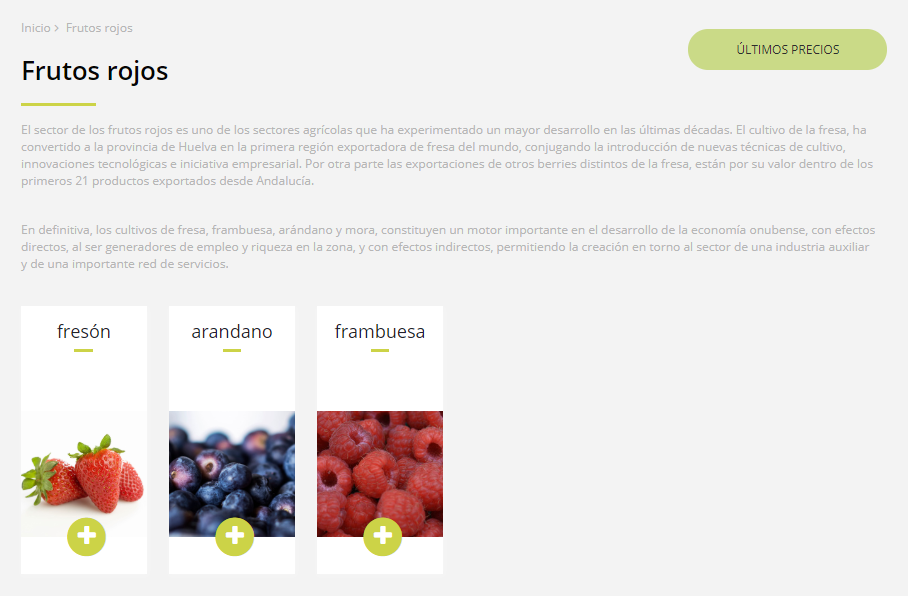 Inicio > Frutos rojos
ÚLTIMOS PRECIOS
Frutos rojos
El sector de los frutos rojos es uno de los sectores agrícolas que ha experimentado un mayor desarrollo en las últimas décadas. El cultivo de la fresa, ha
convertido a la provincia de Huelva en la primera región exportadora de fresa del mundo, conjugando la introducción de nuevas técnicas de cultivo,
innovaciones tecnológicas e iniciativa empresarial. Por otra parte las exportaciones de otros berries distintos de la fresa, están por su valor dentro de los
primeros 21 productos exportados desde Andalucía.
En definitiva, los cultivos de fresa, frambuesa, arándano y mora, constituyen un motor importante en el desarrollo de la economía onubense, con efectos
directos, al ser generadores de empleo y riqueza en la zona, y con efectos indirectos, permitiendo la creación en torno al sector de una industria auxiliar
y de una importante red de servicios.
fresón
arandano
frambuesa